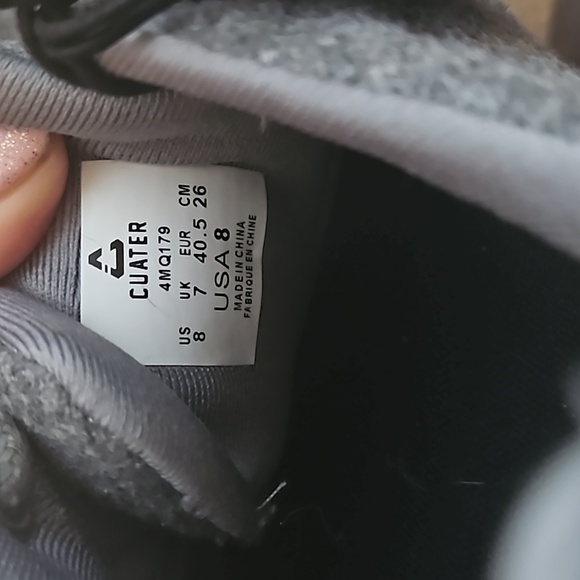 CUATER
4MQ179
US UK EUR CM
8 7 40.5 26
USA 8
MADE IN CHINA
FABRIQUE EN CHINE